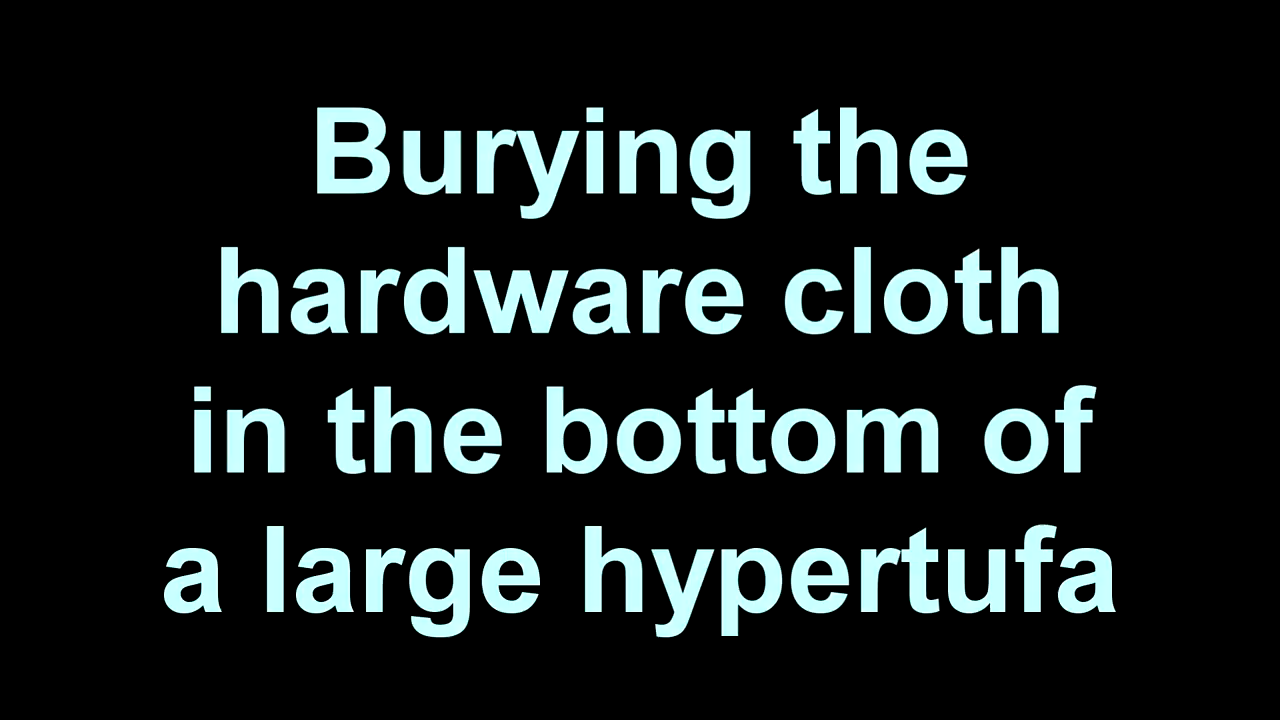 Burying the
hardware cloth
in the bottom of
a large hypertufa